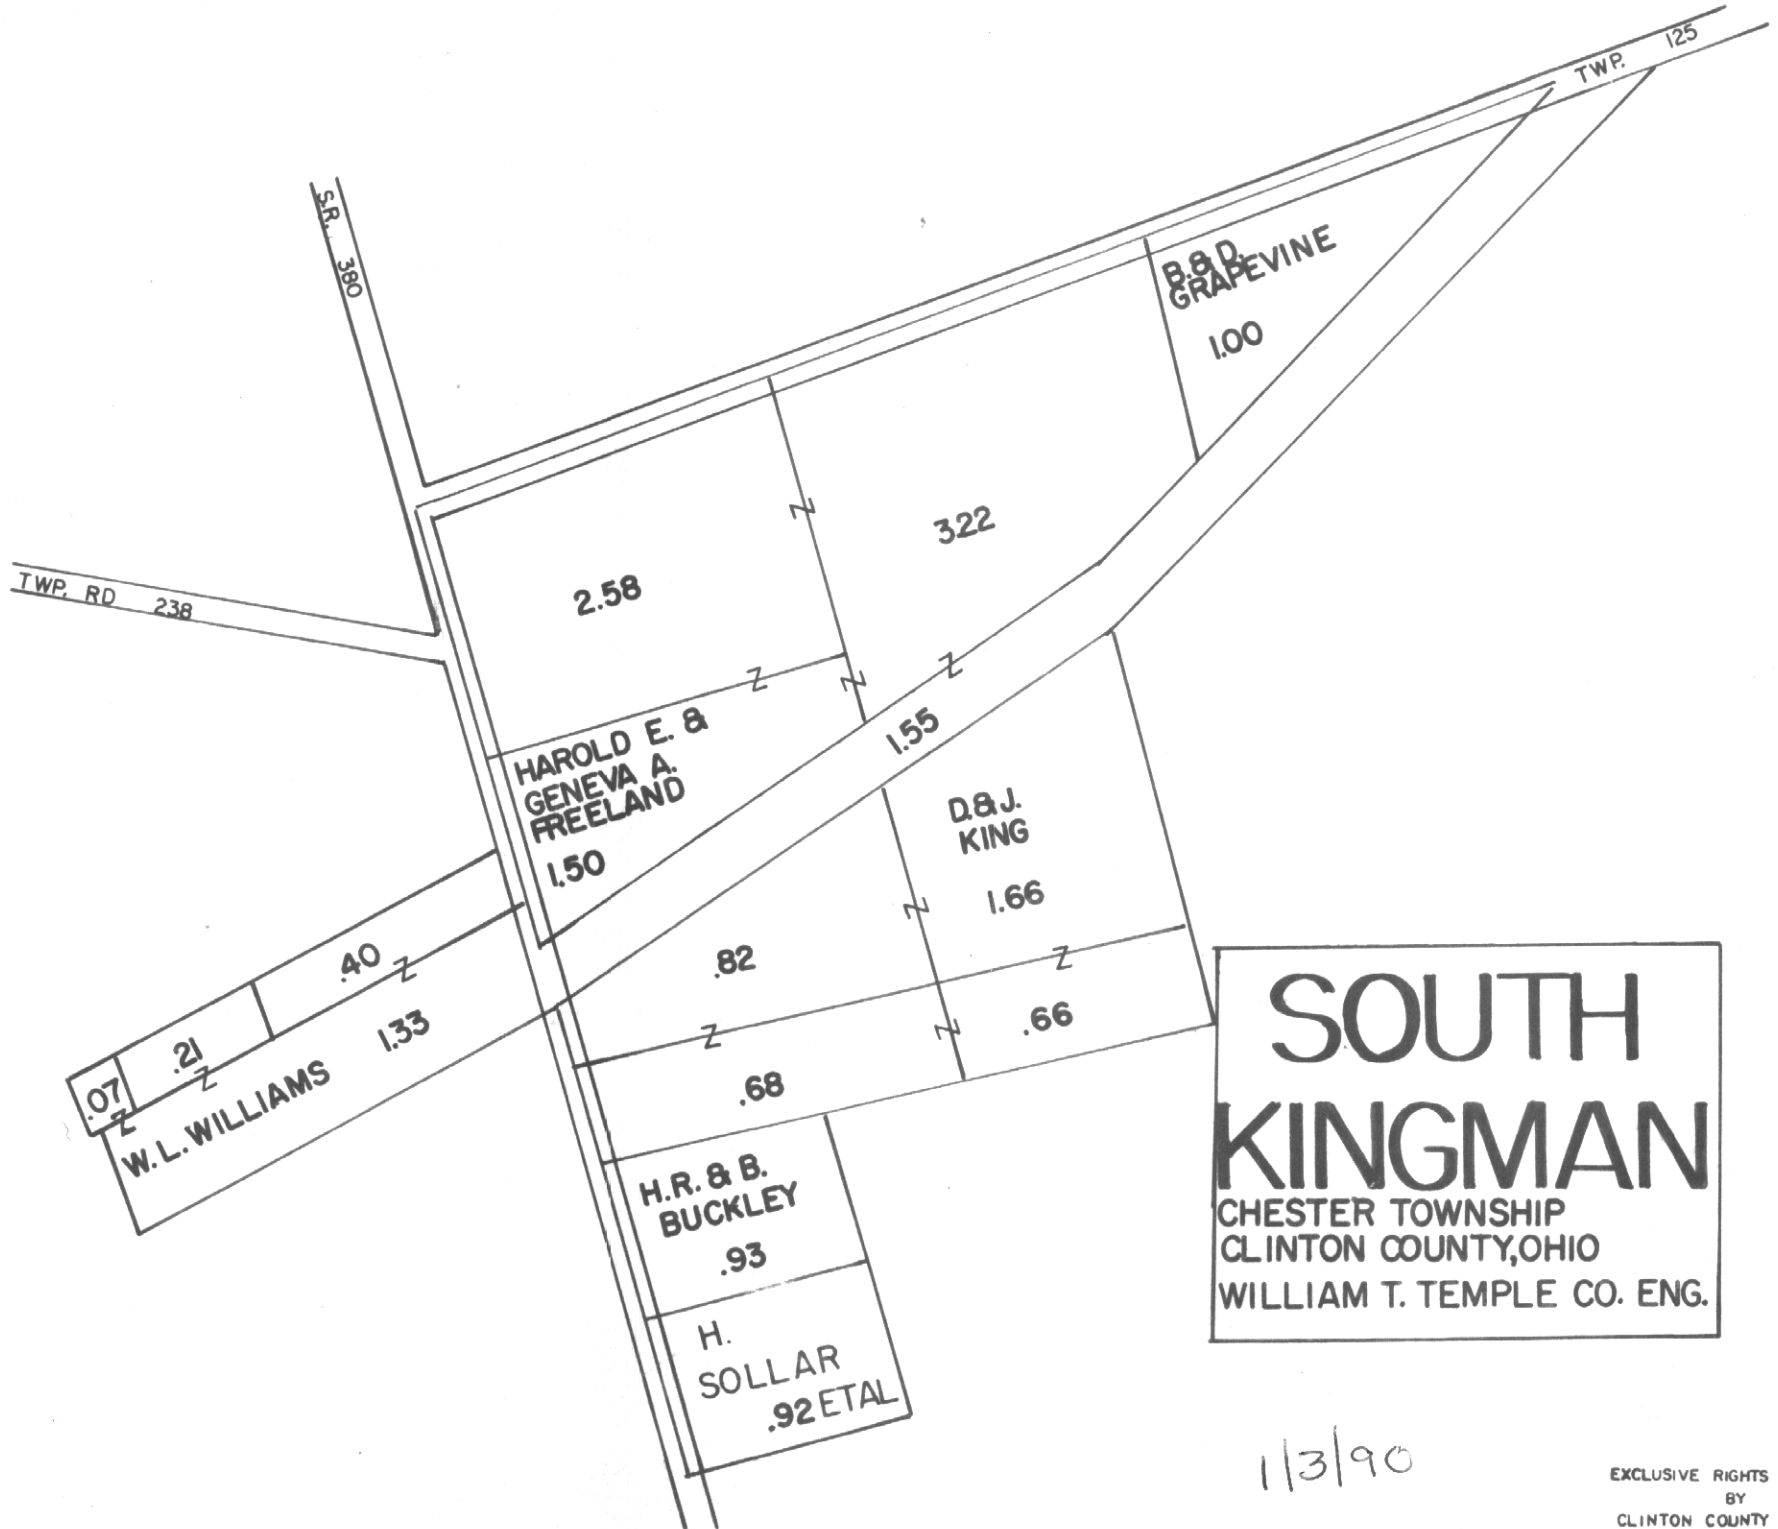 TWP. 125
S.R. 380
B.&D.
GRAPEVINE
1.00
3.22
2.58
TWP. RD 238
HAROLD E. &
GENEVA A.
FREELAND
1.50
1.55
D.&J.
KING
1.66
.82
.40
.21
.07
1.33
W. L. WILLIAMS
.66
.68
H.R. & B.
BUCKLEY
.93
H.
SOLLAR
.92 ETAL
SOUTH
KINGMAN
CHESTER TOWNSHIP
CLINTON COUNTY, OHIO
WILLIAM T. TEMPLE CO. ENG.
1/3/90
EXCLUSIVE RIGHTS
BY
CLINTON COUNTY